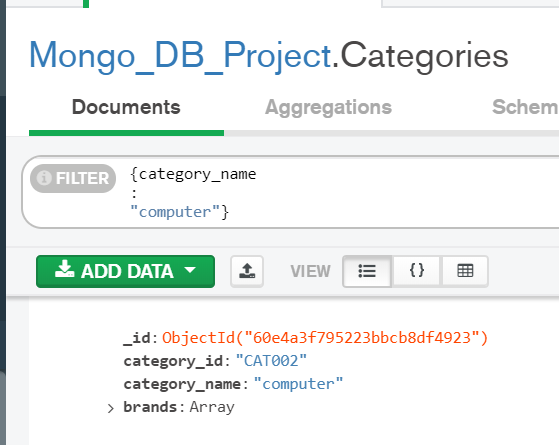 Mongo_DB_Project.Categories
Documents Aggregations Schem
FILTER {category_name
:
"computer"}
ADD DATA VIEW {}
_id: ObjectId("60e4a3f795223bbcb8df4923")
category_id: "CAT002"
category_name: "computer"
> brands: Array